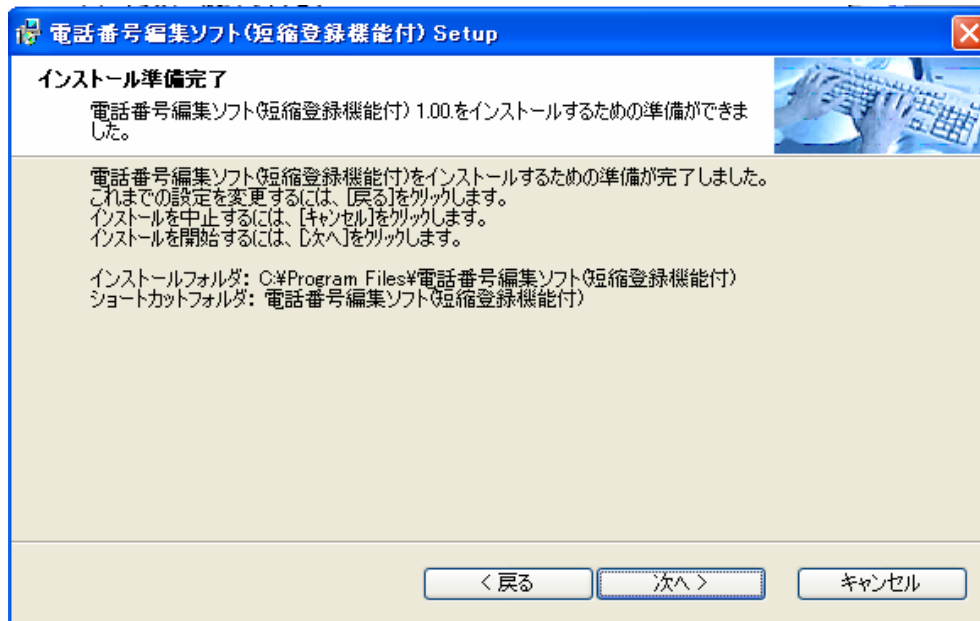 電話番号編集ソフト(短縮登録機能付) Setup
インストール準備完了
電話番号編集ソフト(短縮登録機能付) 1.00.をインストールするための準備ができま
した。
電話番号編集ソフト(短縮登録機能付)をインストールするための準備が完了しました。
これまでの設定を変更するには、[戻る]をクリックします。
インストールを中止するには、[キャンセル]をクリックします。
インストールを開始するには、[次へ]をクリックします。
インストールフォルダ: C:¥Program Files¥電話番号編集ソフト(短縮登録機能付)
ショートカットフォルダ: 電話番号編集ソフト(短縮登録機能付)
< 戻る
次へ >
キャンセル